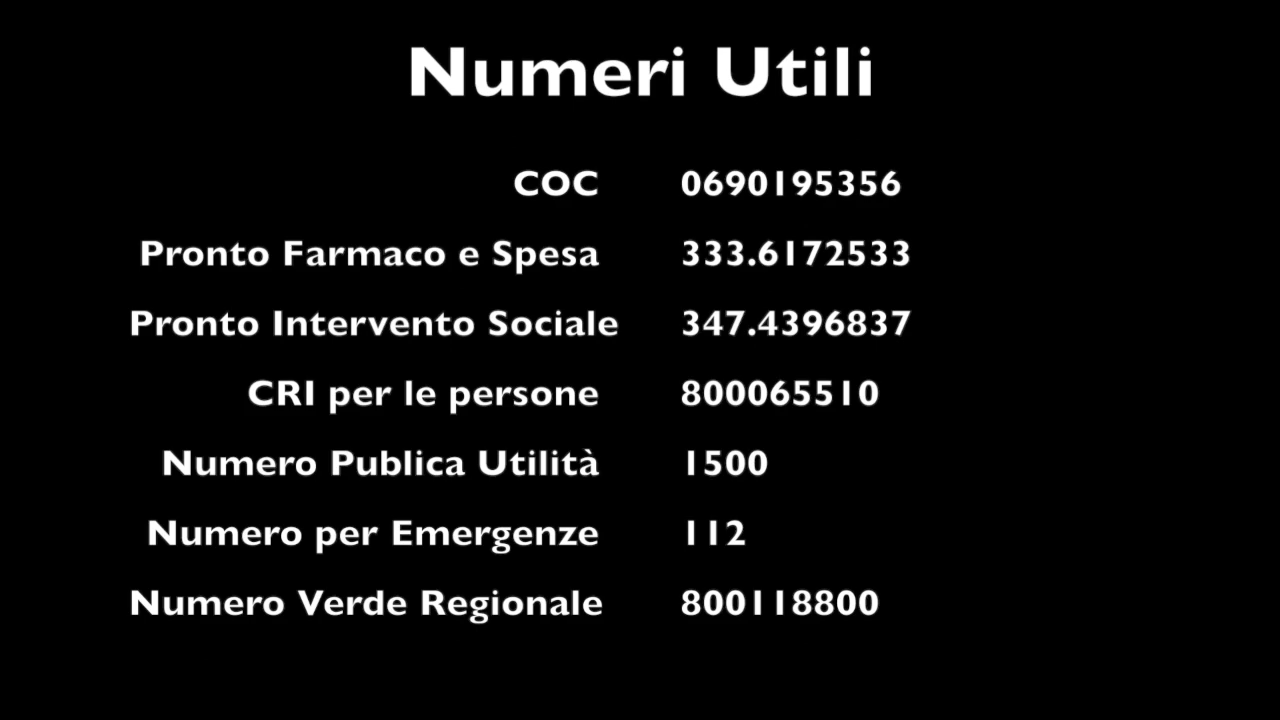 Numeri Utili
COC 0690195356
Pronto Farmaco e Spesa 333.6172533
Pronto Intervento Sociale 347.4396837
CRI per le persone 800065510
Numero Publica Utilità 1500
Numero per Emergenze 112
Numero Verde Regionale 800118800